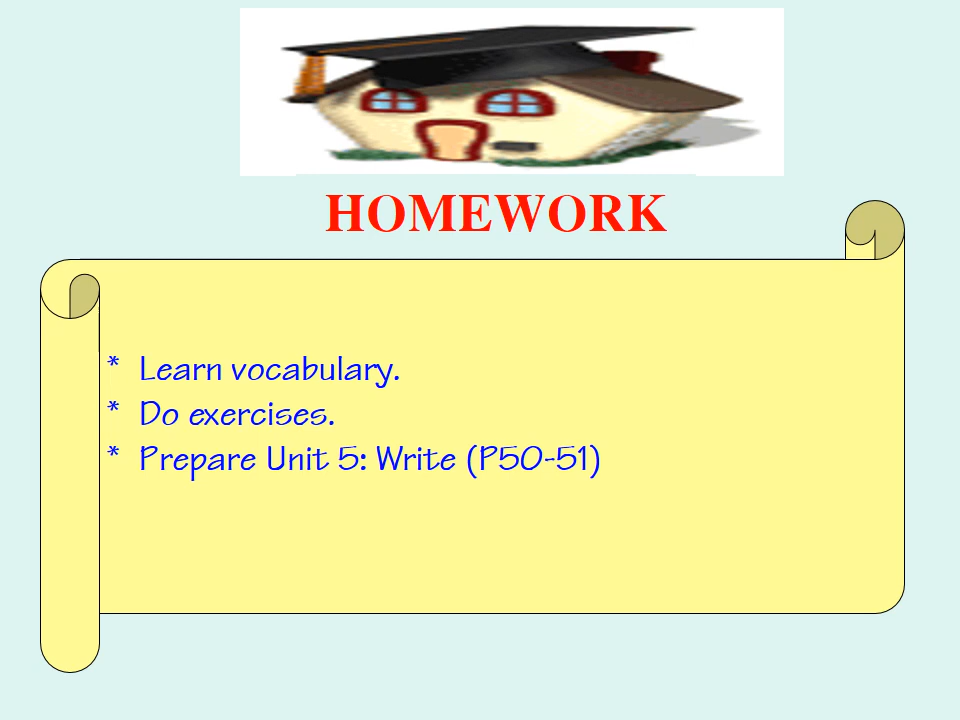 HOMEWORK
* Learn vocabulary.
* Do exercises.
* Prepare Unit 5: Write (P50-51)